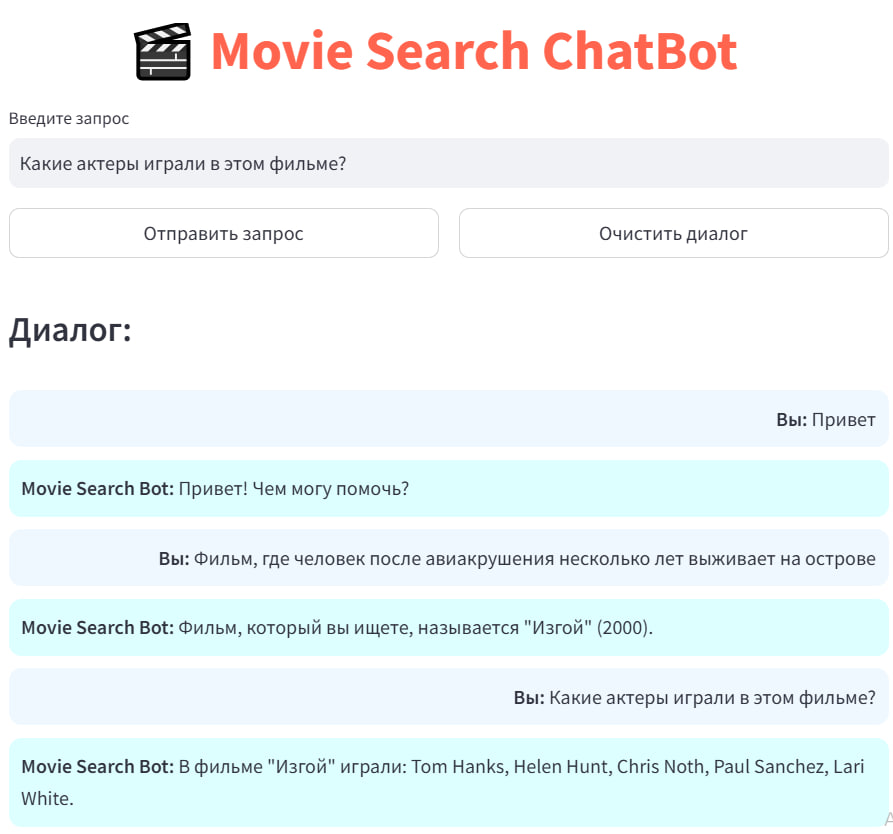 Movie Search ChatBot
Введите запрос
Какие актеры играли в этом фильме?
Отправить запрос
Очистить диалог
Диалог:
Вы: Привет
Movie Search Bot: Привет! Чем могу помочь?
Вы: Фильм, где человек после авиакрушения несколько лет выживает на острове
Movie Search Bot: Фильм, который вы ищете, называется "Изгой" (2000).
Вы: Какие актеры играли в этом фильме?
Movie Search Bot: В фильме "Изгой" играли: Tom Hanks, Helen Hunt, Chris Noth, Paul Sanchez, Lari
White.